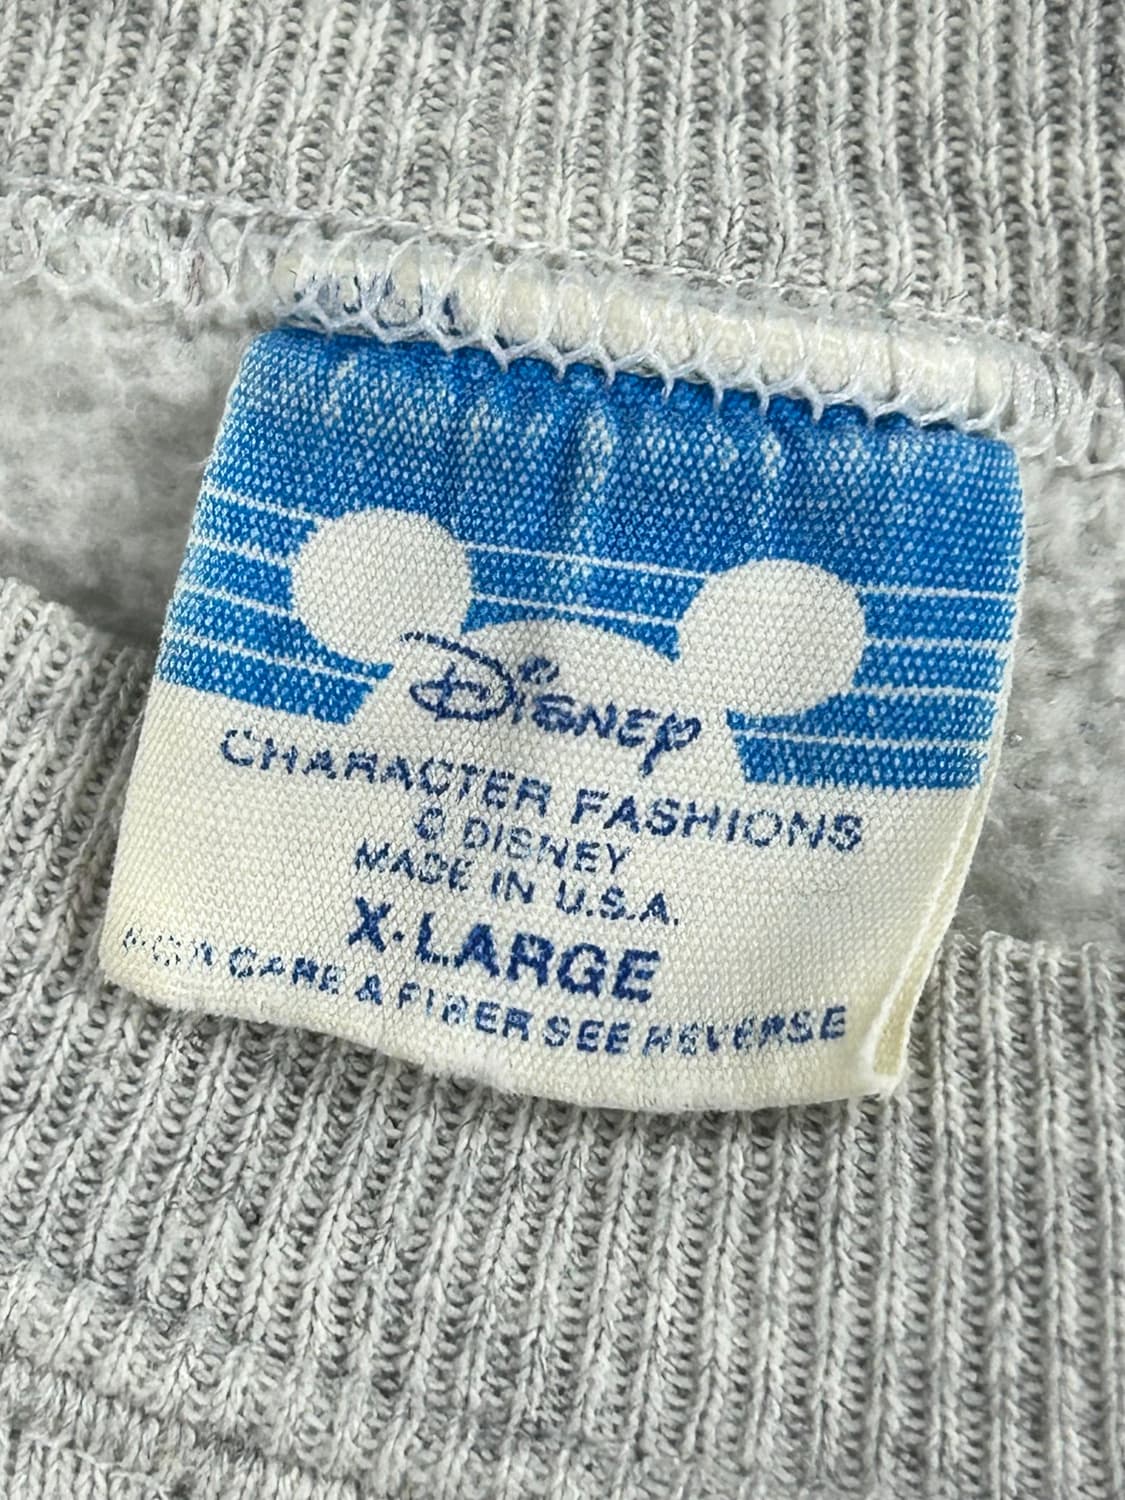 Disney
CHARACTER FASHIONS
© DISNEY
MADE IN U.S.A.
X-LARGE
CARE & FIBER SEE REVERSE